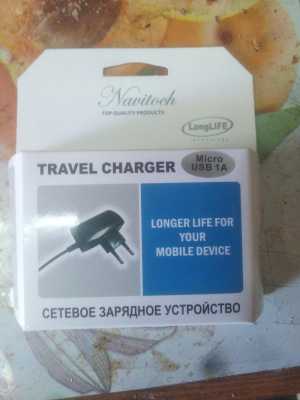 Navitoch
TOP QUALITY PRODUCTS
LongLIFE
TRAVEL CHARGER
Micro
USB 1A
LONGER LIFE FOR
YOUR
MOBILE DEVICE
СЕТЕВОЕ ЗАРЯДНОЕ УСТРОЙСТВО